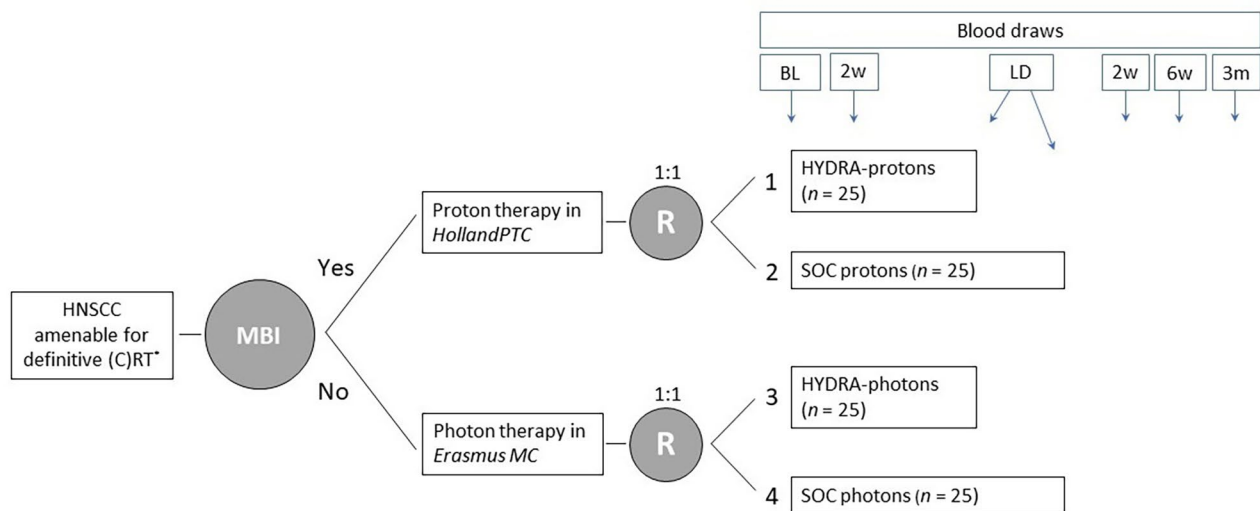 Blood draws
BL
2w
LD
2w
6w
3m
1:1
1
HYDRA-protons
(n = 25)
Proton therapy in
HollandPTC
R
2
SOC protons (n = 25)
Yes
HNSCC
amenable for
definitive (C)RT*
MBI
No
1:1
3
HYDRA-photons
(n = 25)
Photon therapy in
Erasmus MC
R
4
SOC photons (n = 25)